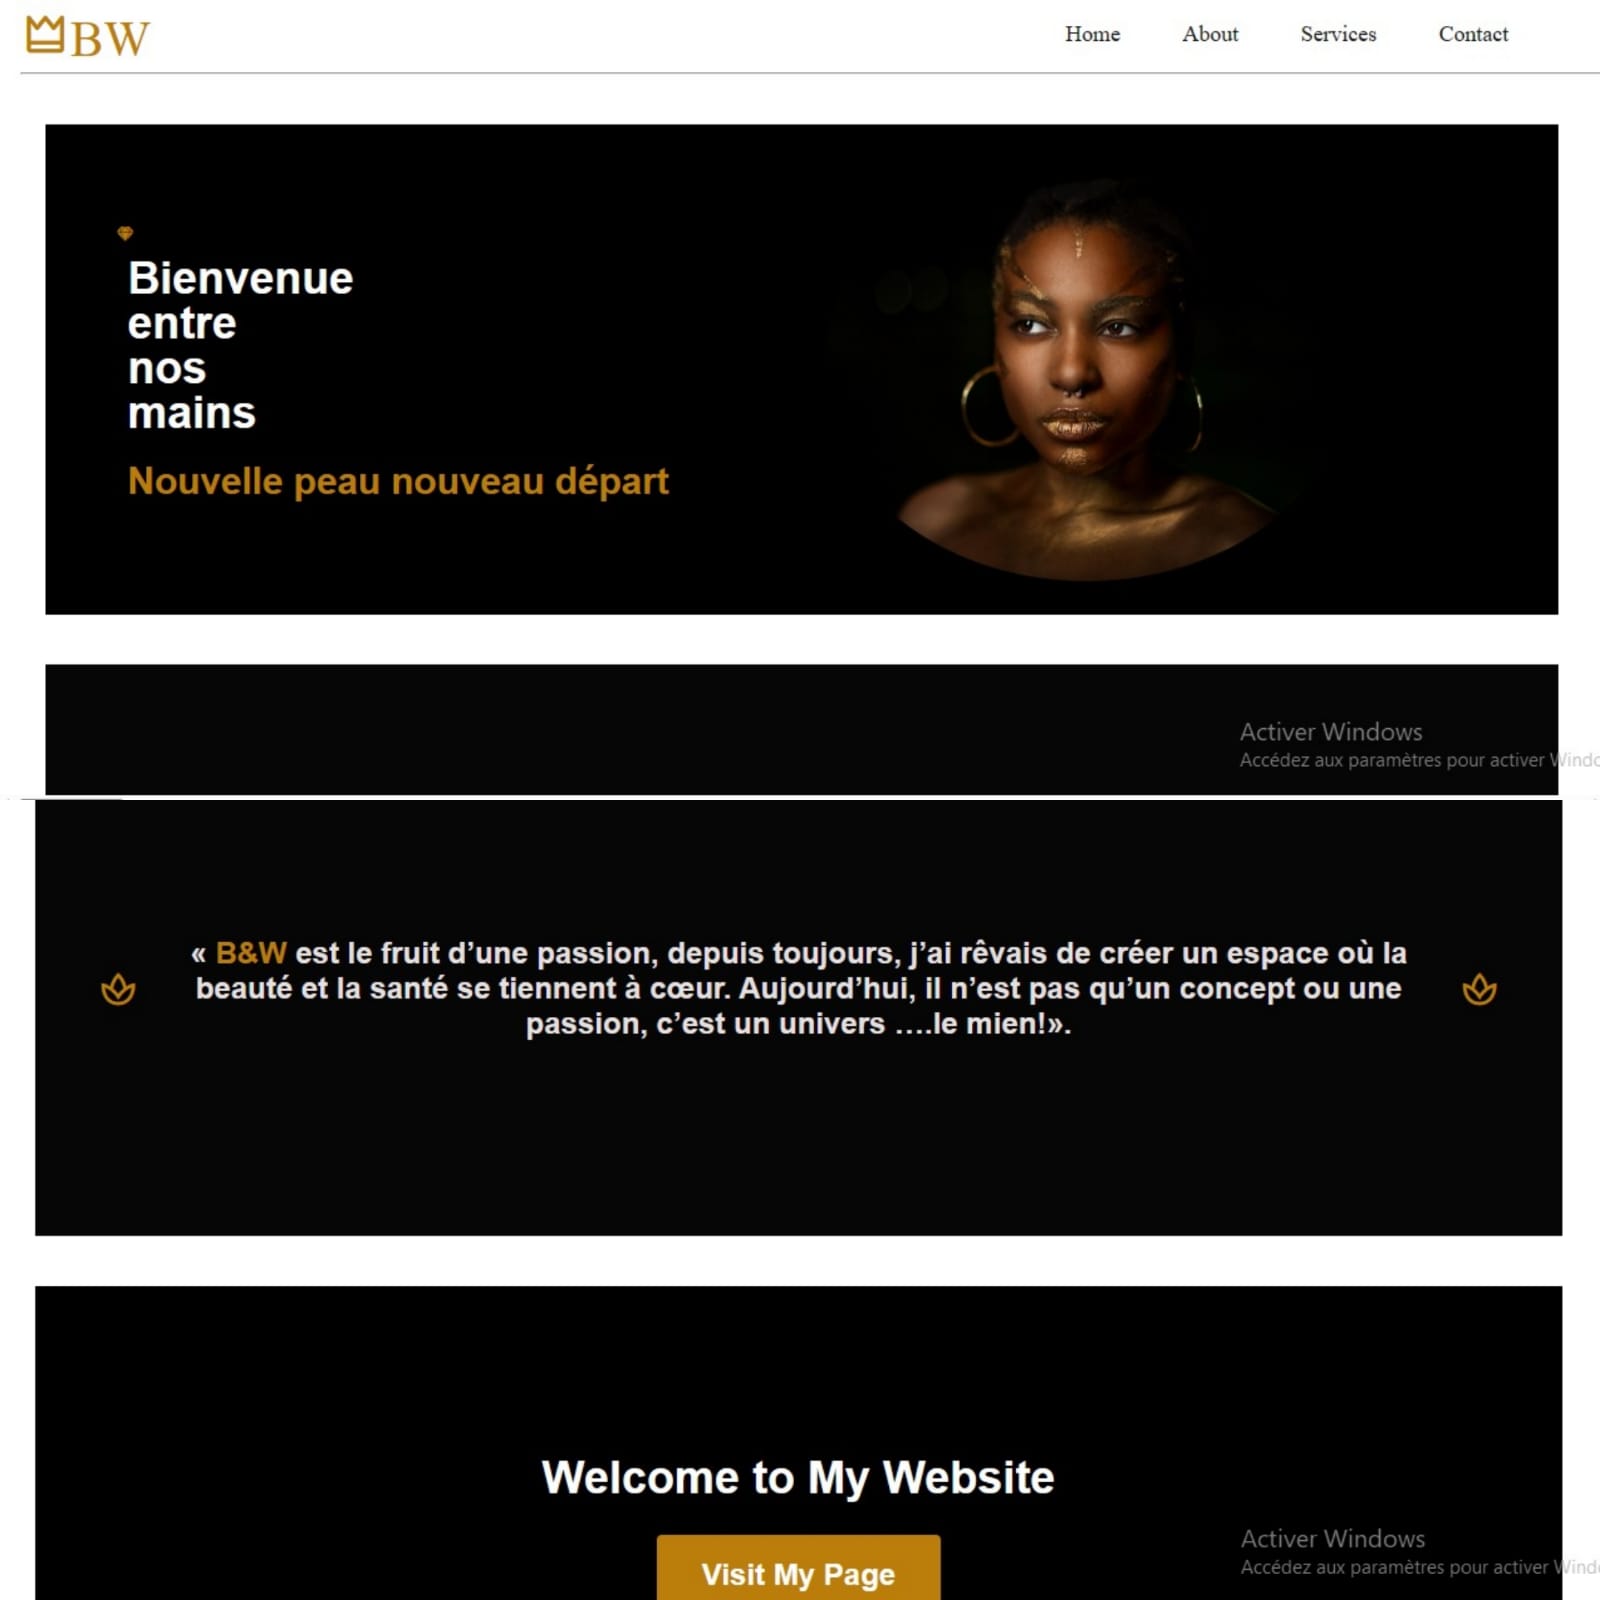 BW
Home About Services Contact
Bienvenue
entre
nos
mains
Nouvelle peau nouveau départ
Activer Windows
Accédez aux paramètres pour activer Windo
« B&W est le fruit d’une passion, depuis toujours, j’ai rêvais de créer un espace où la
beauté et la santé se tiennent à cœur. Aujourd’hui, il n’est pas qu’un concept ou une
passion, c’est un univers ….le mien!».
Welcome to My Website
Visit My Page
Activer Windows
Accédez aux paramètres pour activer Windo